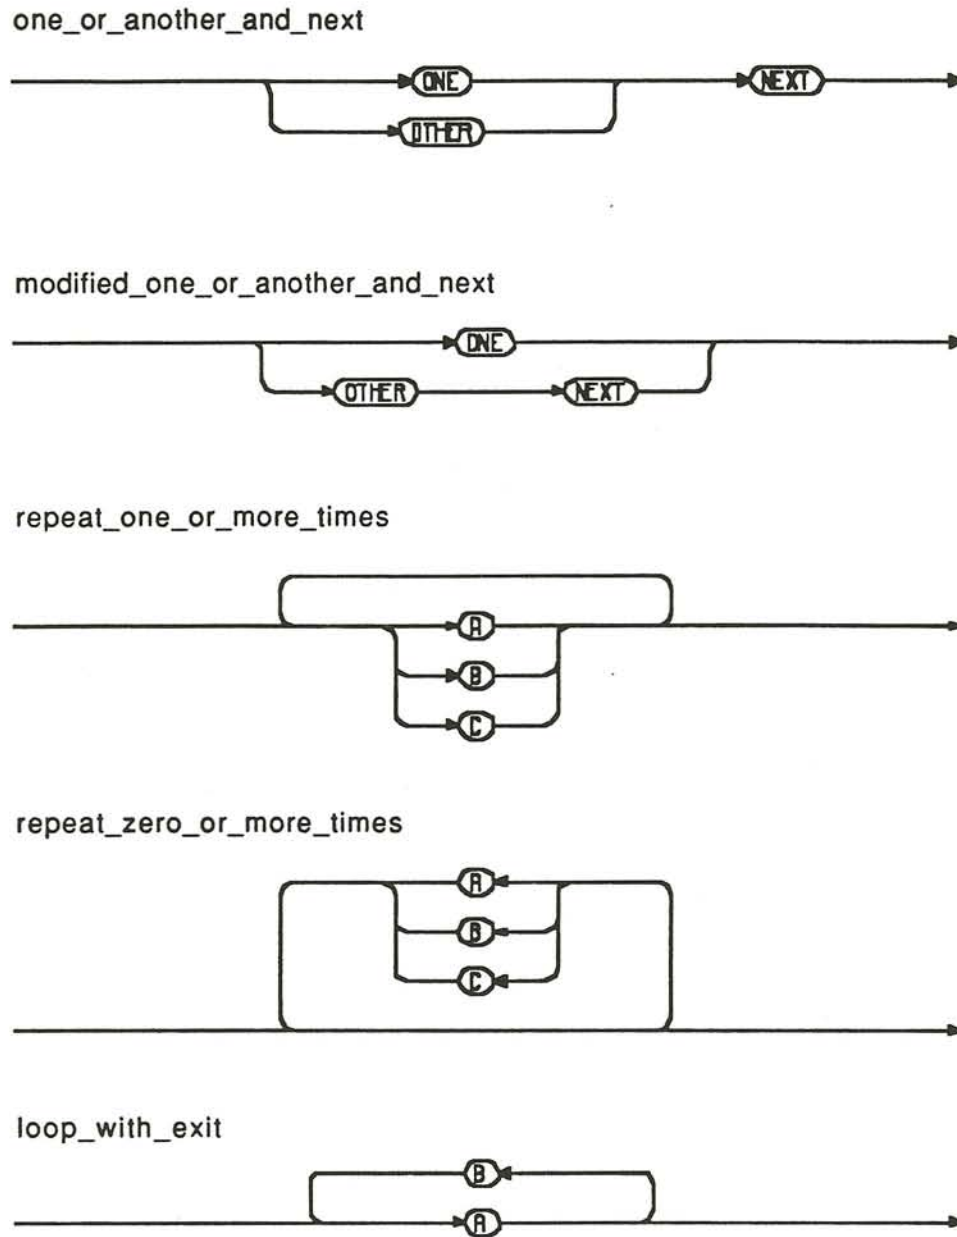 one_or_another_and_next
ONE NEXT
OTHER
modified_one_or_another_and_next
ONE
OTHER NEXT
repeat_one_or_more_times
A
B
C
repeat_zero_or_more_times
A
B
C
loop_with_exit
B
A